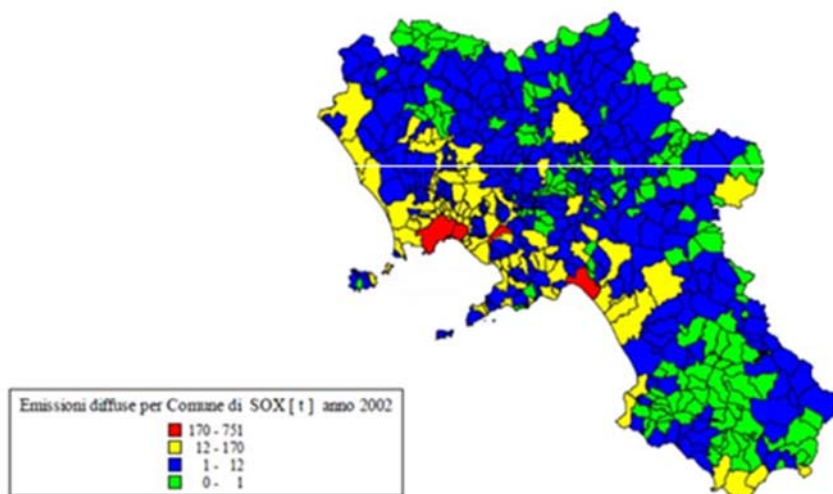 Emissioni diffuse per Comune di SOX [ t ] anno 2002
170 - 751
12 - 170
1 - 12
0 - 1